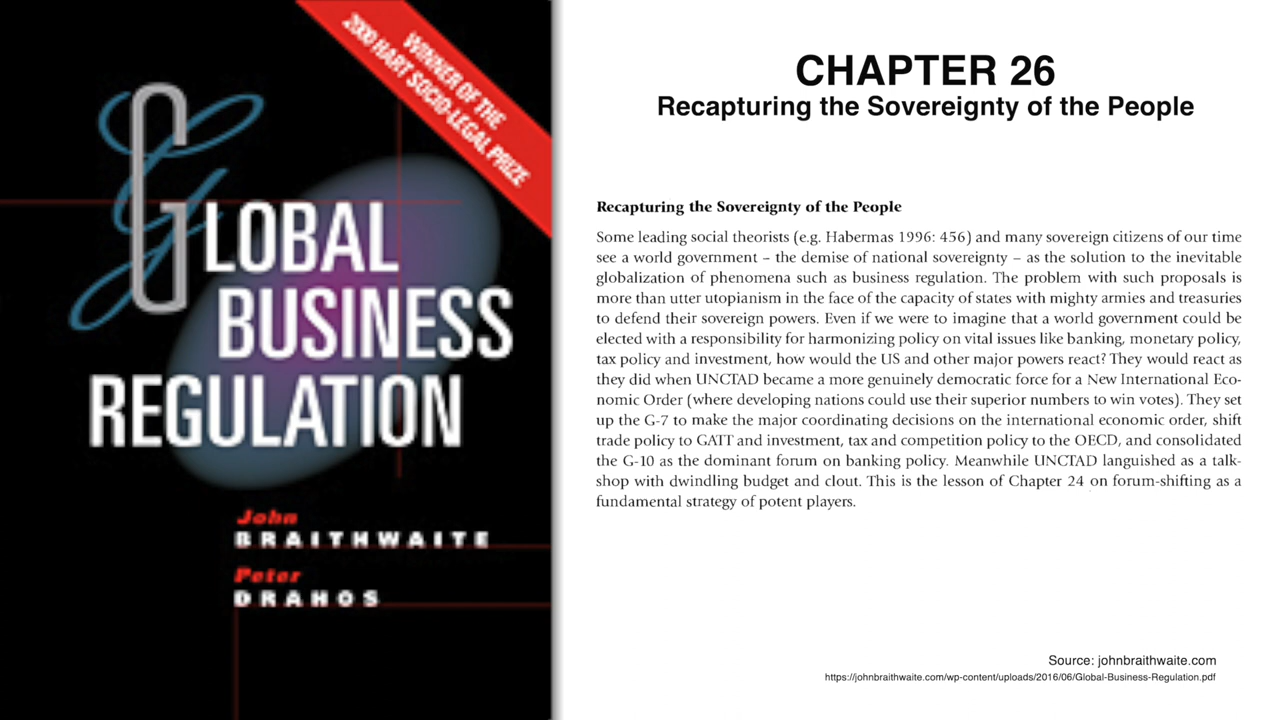 WINNER OF THE
2000 HART SOCIO-LEGAL PRIZE
GLOBAL
BUSINESS
REGULATION
John
BRAITHWAITE
Peter
DRAHOS
CHAPTER 26
Recapturing the Sovereignty of the People
Recapturing the Sovereignty of the People
Some leading social theorists (e.g. Habermas 1996: 456) and many sovereign citizens of our time
see a world government – the demise of national sovereignty – as the solution to the inevitable
globalization of phenomena such as business regulation. The problem with such proposals is
more than utter utopianism in the face of the capacity of states with mighty armies and treasuries
to defend their sovereign powers. Even if we were to imagine that a world government could be
elected with a responsibility for harmonizing policy on vital issues like banking, monetary policy,
tax policy and investment, how would the US and other major powers react? They would react as
they did when UNCTAD became a more genuinely democratic force for a New International Eco-
nomic Order (where developing nations could use their superior numbers to win votes). They set
up the G-7 to make the major coordinating decisions on the international economic order, shift
trade policy to GATT and investment, tax and competition policy to the OECD, and consolidated
the G-10 as the dominant forum on banking policy. Meanwhile UNCTAD languished as a talk-
shop with dwindling budget and clout. This is the lesson of Chapter 24 on forum-shifting as a
fundamental strategy of potent players.
Source: johnbraithwaite.com
https://johnbraithwaite.com/wp-content/uploads/2016/06/Global-Business-Regulation.pdf